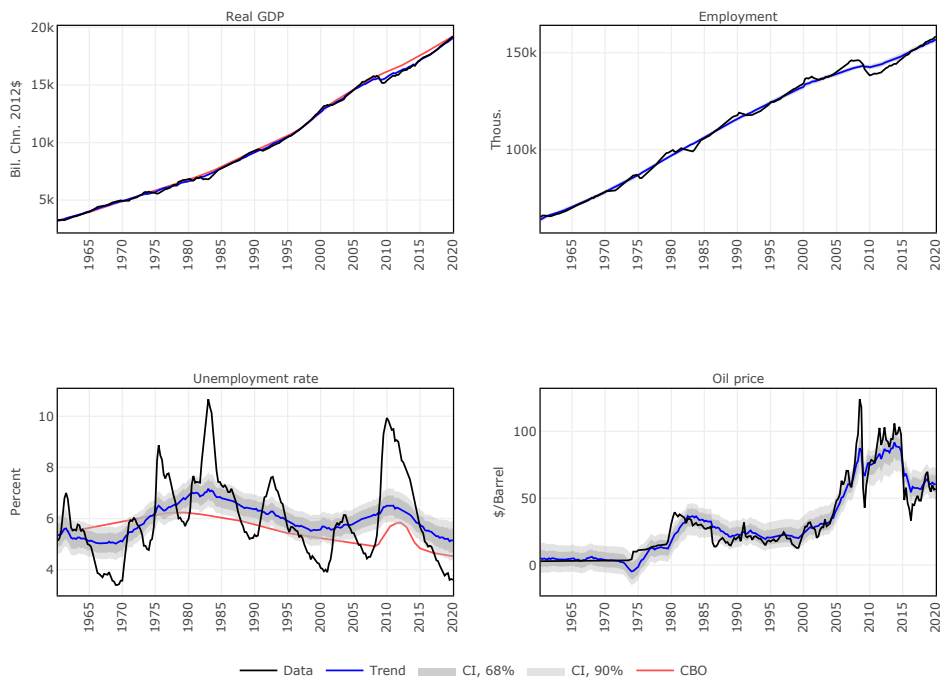 Real GDP
Employment
Bil. Chn. 2012$
20k
15k
10k
5k
1965 1970 1975 1980 1985 1990 1995 2000 2005 2010 2015 2020
Thous.
150k
100k
1965 1970 1975 1980 1985 1990 1995 2000 2005 2010 2015 2020
Unemployment rate
Oil price
Percent
10
8
6
4
1965 1970 1975 1980 1985 1990 1995 2000 2005 2010 2015 2020
$/Barrel
100
50
0
1965 1970 1975 1980 1985 1990 1995 2000 2005 2010 2015 2020
Data Trend CI, 68% CI, 90% CBO